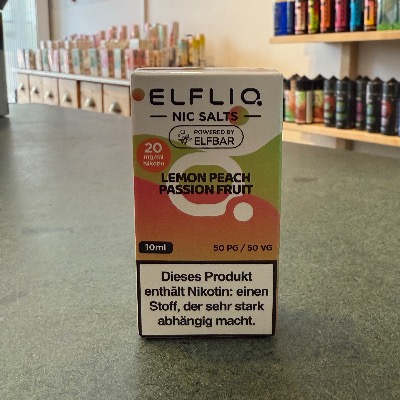 ELFLIQ
NIC SALTS
POWERED BY
ELFBAR
20
mg/ml
Nikotin
LEMON PEACH
PASSION FRUIT
10ml
50 PG / 50 VG
Dieses Produkt
enthält Nikotin: einen
Stoff, der sehr stark
abhängig macht.